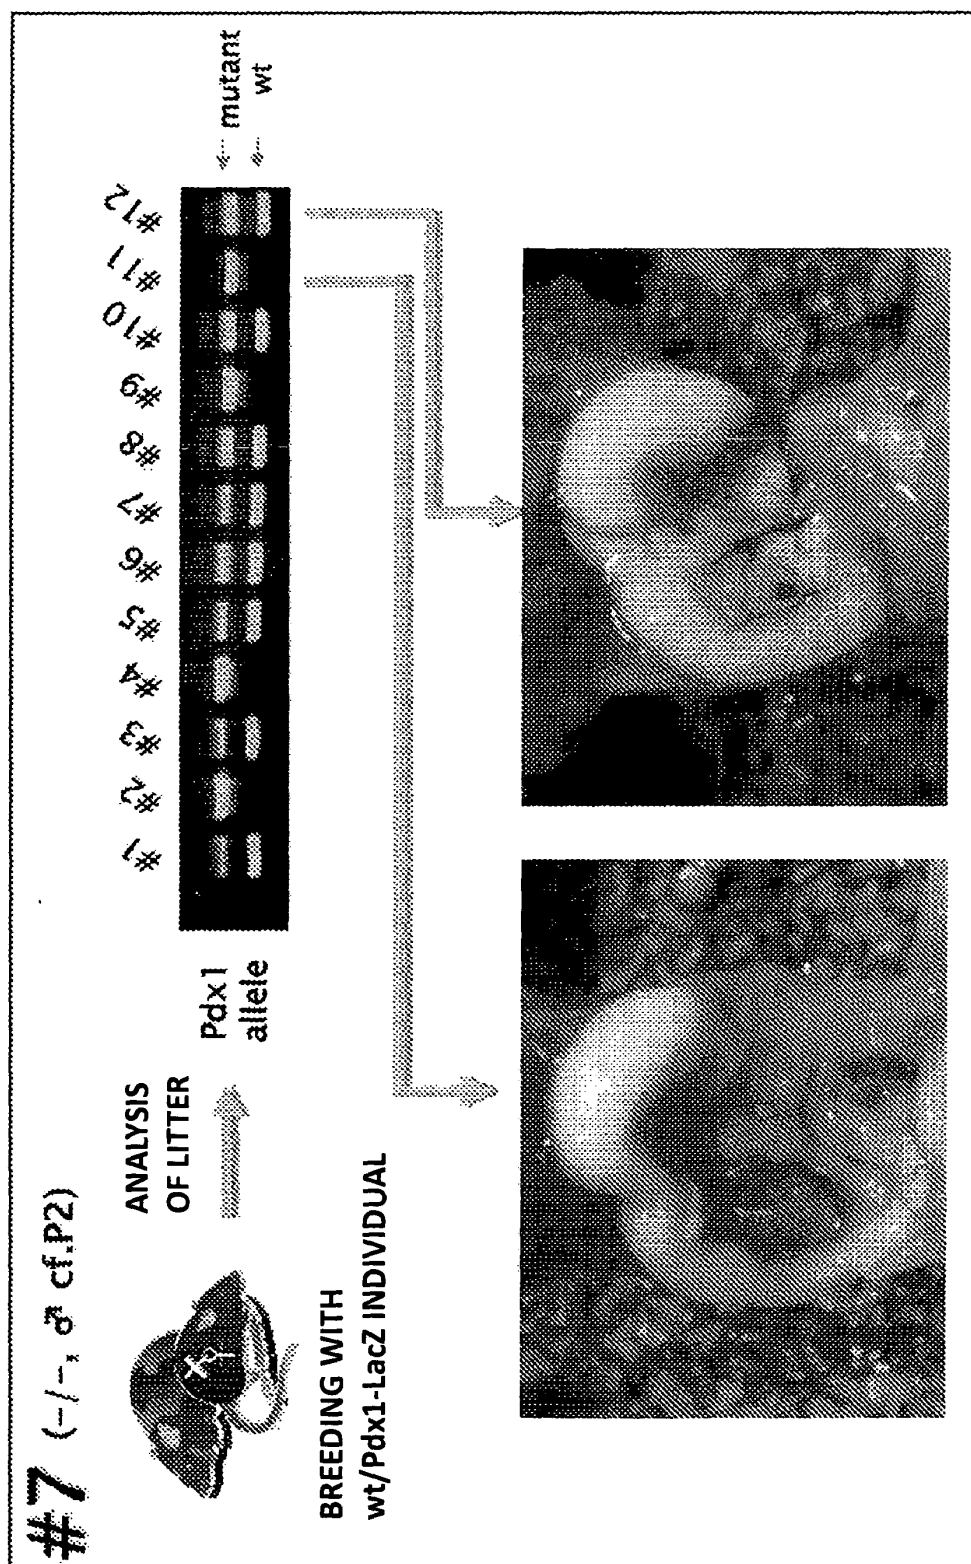 #7 (-/-, ♂ cf.P2)
ANALYSIS
OF LITTER
BREEDING WITH
wt/Pdx1-LacZ INDIVIDUAL
Pdx1
allele
#1 #2 #3 #4 #5 #6 #7 #8 #9 #10 #11 #12
mutant
wt